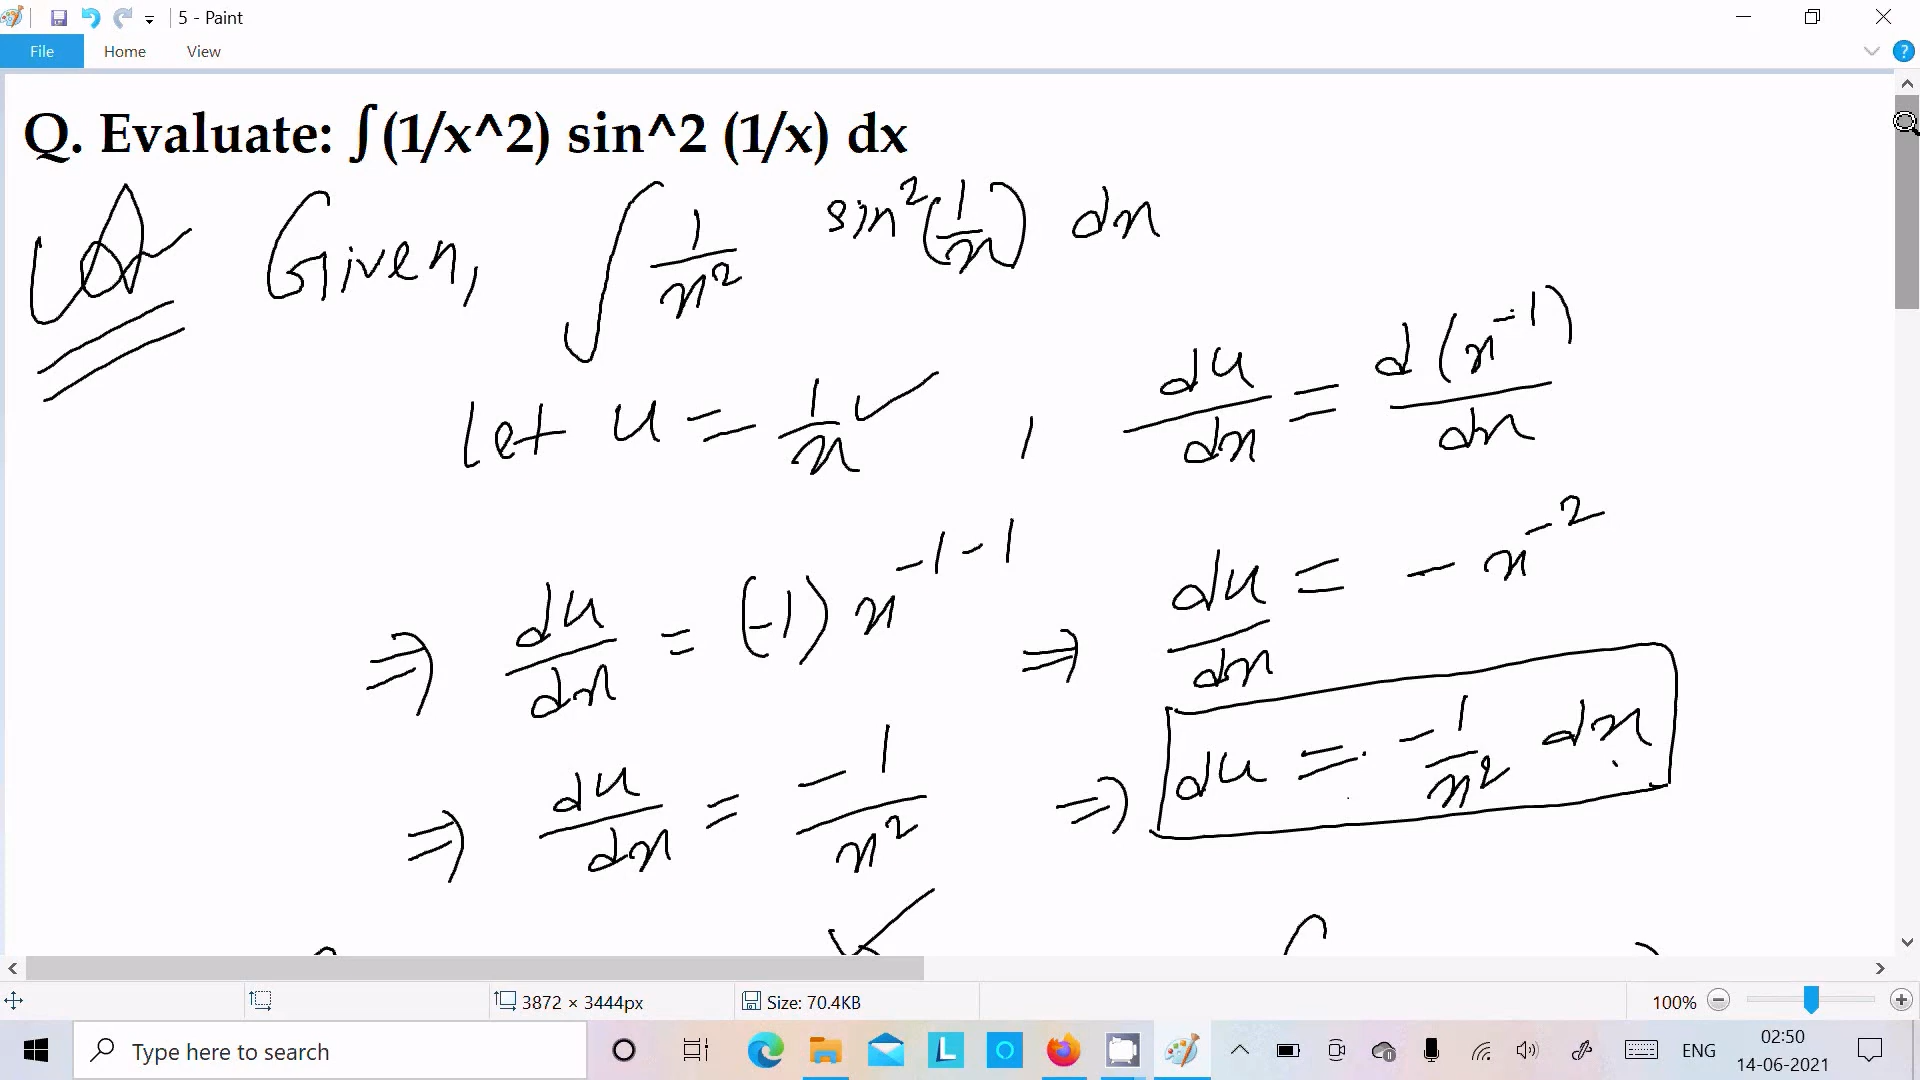 5 - Paint
File Home View
Q. Evaluate: ∫(1/x^2) sin^2 (1/x) dx
Given, ∫ 1/x² sin²(1/x) dx
let u = 1/x , du/dx = d(x⁻¹)/dx
⇒ du/dx = (-1) x⁻¹⁻¹ ⇒ du/dx = - x⁻²
⇒ du/dx = -1/x² ⇒ du = -1/x² dx
3872 × 3444px Size: 70.4KB 100%
Type here to search L ENG 02:50
14-06-2021